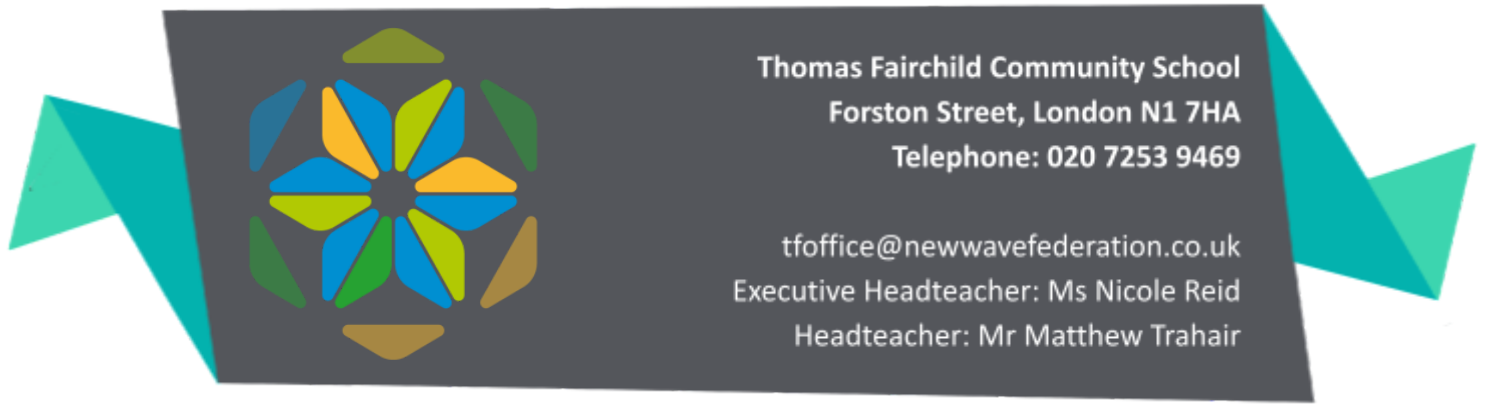 Thomas Fairchild Community School
Forston Street, London N1 7HA
Telephone: 020 7253 9469
tfoffice@newwavefederation.co.uk
Executive Headteacher: Ms Nicole Reid
Headteacher: Mr Matthew Trahair